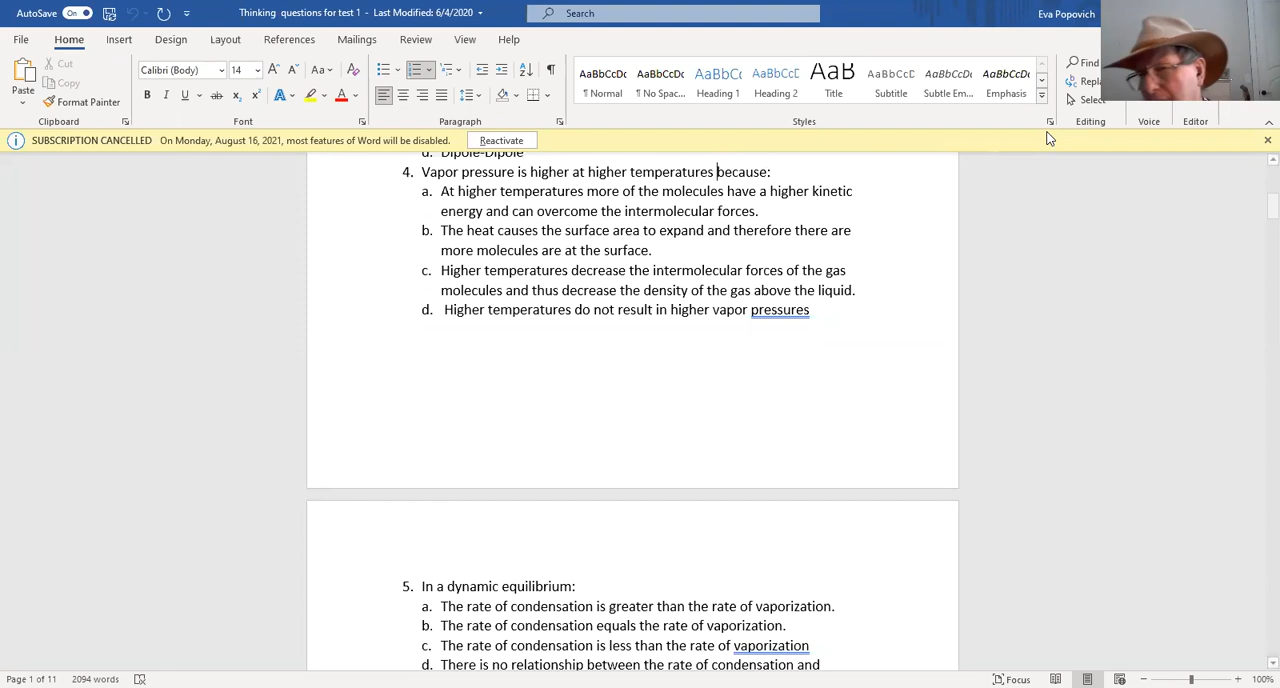 AutoSave On Thinking questions for test 1 - Last Modified: 6/4/2020 Search Eva Popovich
File Home Insert Design Layout References Mailings Review View Help
Paste Cut Copy Format Painter
Calibri (Body) 14 Aa
B I U ab x₂ x² A A
AaBbCcDc AaBbCcDc AaBbCc AaBbCcD AaB AaBbCcD AaBbCcDc AaBbCcDc
¶ Normal ¶ No Spac... Heading 1 Heading 2 Title Subtitle Subtle Em... Emphasis
Find
Repla
Select
Clipboard Font Paragraph Styles Editing Voice Editor
SUBSCRIPTION CANCELLED On Monday, August 16, 2021, most features of Word will be disabled. Reactivate
d. Dipole-Dipole
4. Vapor pressure is higher at higher temperatures because:
a. At higher temperatures more of the molecules have a higher kinetic
energy and can overcome the intermolecular forces.
b. The heat causes the surface area to expand and therefore there are
more molecules are at the surface.
c. Higher temperatures decrease the intermolecular forces of the gas
molecules and thus decrease the density of the gas above the liquid.
d. Higher temperatures do not result in higher vapor pressures
5. In a dynamic equilibrium:
a. The rate of condensation is greater than the rate of vaporization.
b. The rate of condensation equals the rate of vaporization.
c. The rate of condensation is less than the rate of vaporization
d. There is no relationship between the rate of condensation and
Page 1 of 11 2094 words Focus 100%